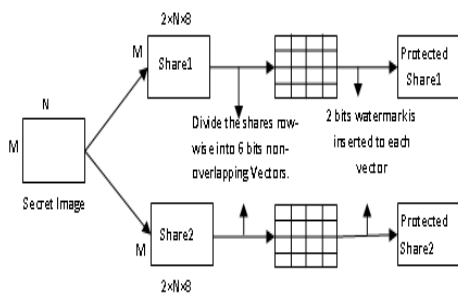 2×N×8
M
Share1
Protected
Share1
N
M
Secret Image
Divide the shares row-
wise into 6 bits non-
overlapping Vectors.
2 bits watermark is
inserted to each
vector
M
Share2
Protected
Share2
2×N×8